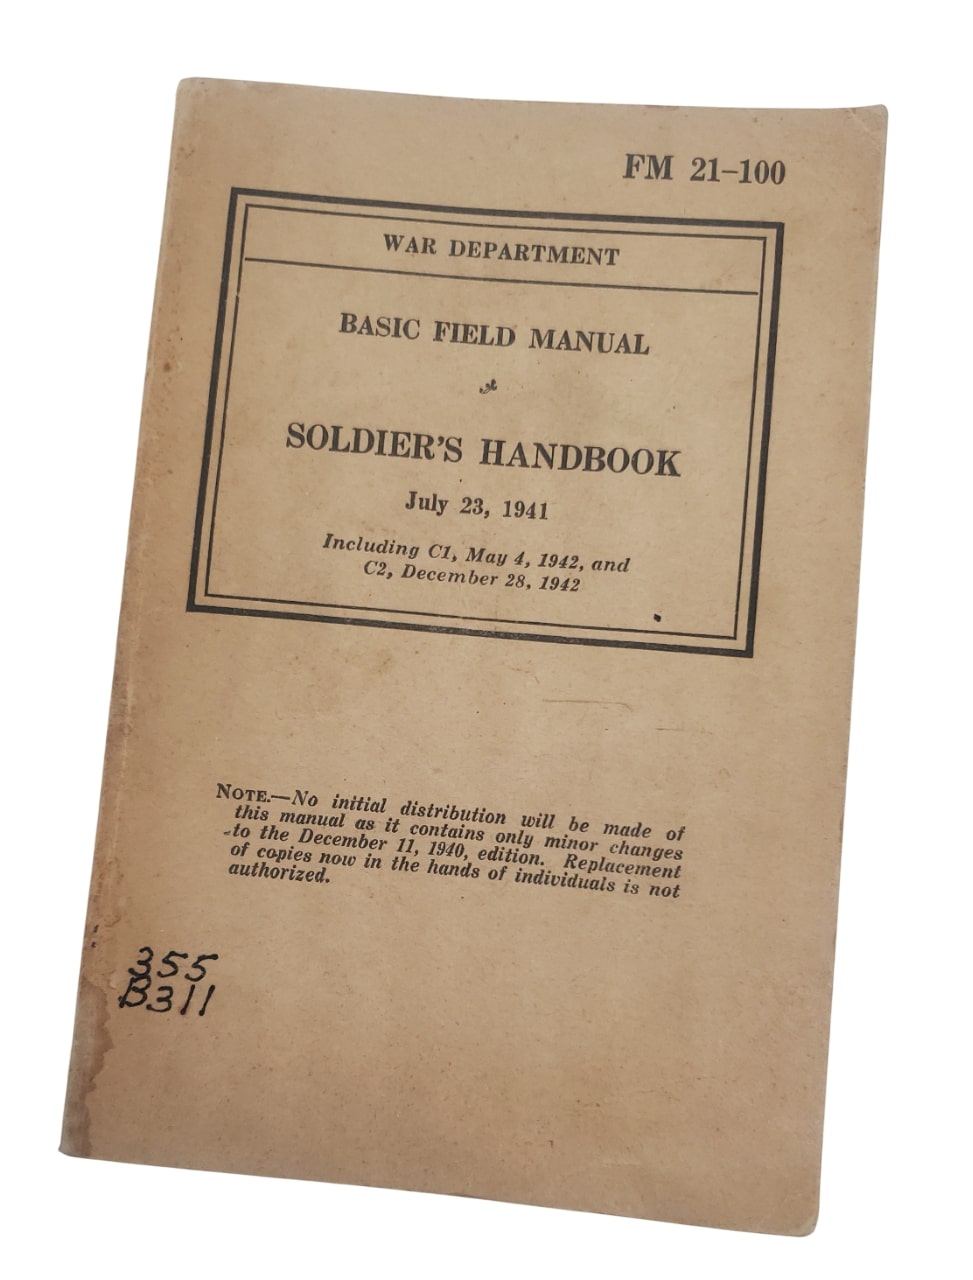 FM 21–100
WAR DEPARTMENT
BASIC FIELD MANUAL
SOLDIER'S HANDBOOK
July 23, 1941
Including C1, May 4, 1942, and
C2, December 28, 1942
NOTE.—No initial distribution will be made of
this manual as it contains only minor changes
to the December 11, 1940, edition. Replacement
of copies now in the hands of individuals is not
authorized.
355
B311